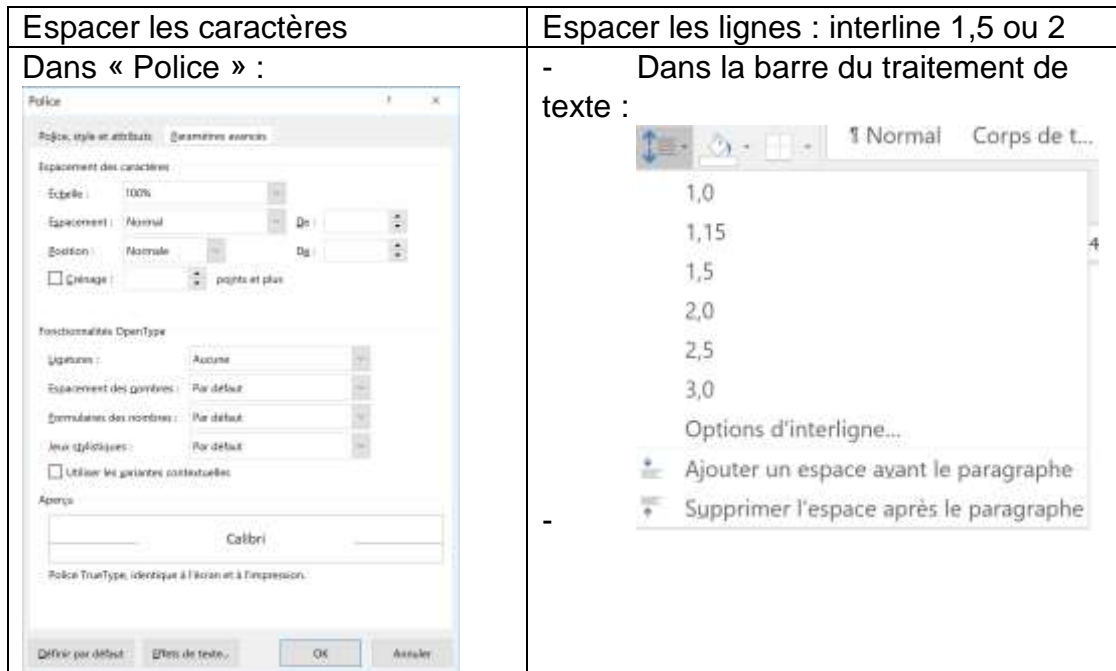 Espacer les caractères
Espacer les lignes : interline 1,5 ou 2
Dans « Police » :
Police ? ×
Police, style et attributs Paramètres avancés
Espacement des caractères
Échelle : 100%
Espacement : Normal De :
Position : Normale De :
Crénage : points et plus
Fonctionnalités OpenType
Ligatures : Aucune
Espacement des nombres : Par défaut
Formulaires des nombres : Par défaut
Jeux stylistiques : Par défaut
Utiliser les variantes contextuelles
Aperçu
Calibri
Police TrueType, identique à l'écran et à l'impression.
Définir par défaut Effets de texte... OK Annuler
- Dans la barre du traitement de
texte :
¶ Normal Corps de t...
1,0
1,15
4
1,5
2,0
2,5
3,0
Options d'interligne...
Ajouter un espace avant le paragraphe
Supprimer l'espace après le paragraphe
-